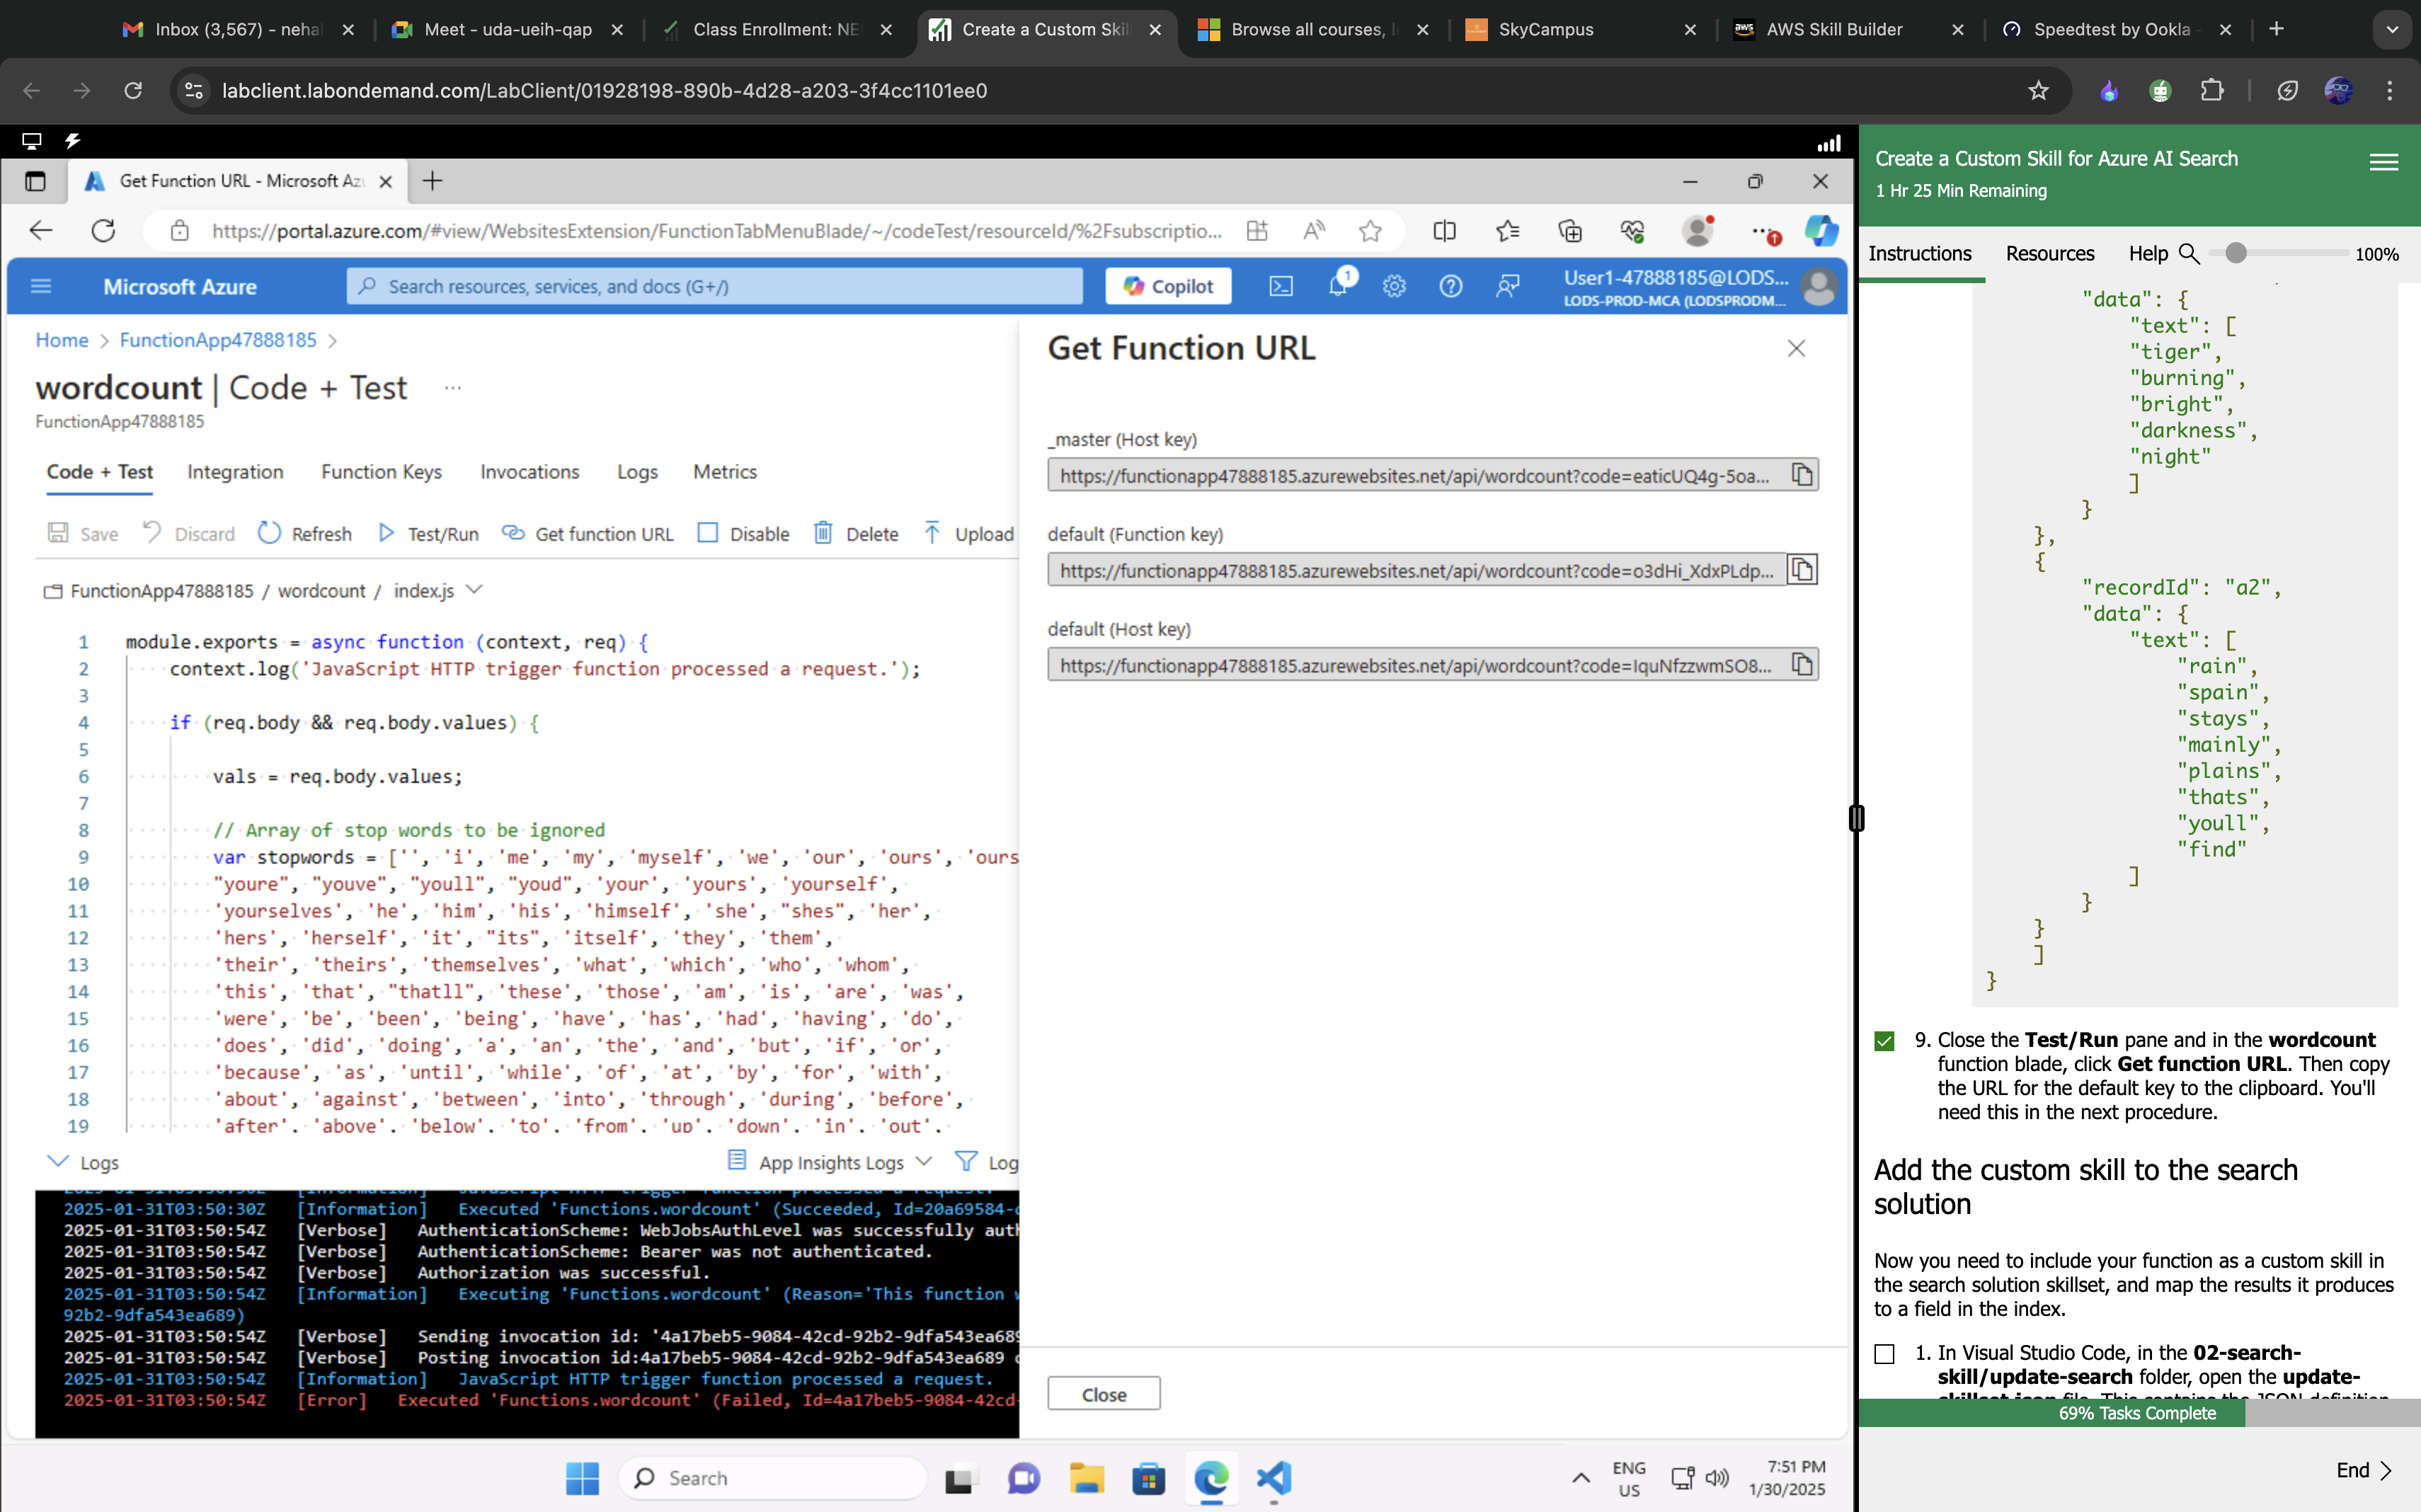 Inbox (3,567) - neha
Meet - uda-ueih-qap
Class Enrollment: NE
Create a Custom Skil
Browse all courses, l
SkyCampus
aws
AWS Skill Builder
Speedtest by Ookla
labclient.labondemand.com/LabClient/01928198-890b-4d28-a203-3f4cc1101ee0
Get Function URL - Microsoft Az
https://portal.azure.com/#view/WebsitesExtension/FunctionTabMenuBlade/~/codeTest/resourceId/%2Fsubscriptio...
Microsoft Azure
Search resources, services, and docs (G+/)
Copilot
1
User1-47888185@LODS...
LODS-PROD-MCA (LODSPRODM...
Home > FunctionApp47888185 >
wordcount | Code + Test ...
FunctionApp47888185
Code + Test Integration Function Keys Invocations Logs Metrics
Save Discard Refresh Test/Run Get function URL Disable Delete Upload
FunctionApp47888185 / wordcount / index.js
1 module.exports = async function (context, req) {
2 context.log('JavaScript HTTP trigger function processed a request.');
3
4 if (req.body && req.body.values) {
5
6 vals = req.body.values;
7
8 // Array of stop words to be ignored
9 var stopwords = ['', 'i', 'me', 'my', 'myself', 'we', 'our', 'ours', 'ours
10 "youre", "youve", "youll", "youd", 'your', 'yours', 'yourself',
11 'yourselves', 'he', 'him', 'his', 'himself', 'she', "shes", 'her',
12 'hers', 'herself', 'it', "its", 'itself', 'they', 'them',
13 'their', 'theirs', 'themselves', 'what', 'which', 'who', 'whom',
14 'this', 'that', "thatll", 'these', 'those', 'am', 'is', 'are', 'was',
15 'were', 'be', 'been', 'being', 'have', 'has', 'had', 'having', 'do',
16 'does', 'did', 'doing', 'a', 'an', 'the', 'and', 'but', 'if', 'or',
17 'because', 'as', 'until', 'while', 'of', 'at', 'by', 'for', 'with',
18 'about', 'against', 'between', 'into', 'through', 'during', 'before',
19 'after', 'above', 'below', 'to', 'from', 'up', 'down', 'in', 'out',
Logs
App Insights Logs
Log
2025-01-31T03:50:30Z [Information] Executed 'Functions.wordcount' (Succeeded, Id=20a69584-
2025-01-31T03:50:54Z [Verbose] AuthenticationScheme: WebJobsAuthLevel was successfully aut
2025-01-31T03:50:54Z [Verbose] AuthenticationScheme: Bearer was not authenticated.
2025-01-31T03:50:54Z [Verbose] Authorization was successful.
2025-01-31T03:50:54Z [Information] Executing 'Functions.wordcount' (Reason='This function
92b2-9dfa543ea689)
2025-01-31T03:50:54Z [Verbose] Sending invocation id: '4a17beb5-9084-42cd-92b2-9dfa543ea689
2025-01-31T03:50:54Z [Verbose] Posting invocation id:4a17beb5-9084-42cd-92b2-9dfa543ea689
2025-01-31T03:50:54Z [Information] JavaScript HTTP trigger function processed a request.
2025-01-31T03:50:54Z [Error] Executed 'Functions.wordcount' (Failed, Id=4a17beb5-9084-42cd-
Get Function URL
_master (Host key)
https://functionapp47888185.azurewebsites.net/api/wordcount?code=eaticUQ4g-5oa...
default (Function key)
https://functionapp47888185.azurewebsites.net/api/wordcount?code=o3dHi_XdxPLdp...
default (Host key)
https://functionapp47888185.azurewebsites.net/api/wordcount?code=IquNfzzwmSO8...
Close
Search
ENG
US
7:51 PM
1/30/2025
Create a Custom Skill for Azure AI Search
1 Hr 25 Min Remaining
Instructions Resources Help 100%
"data": {
"text": [
"tiger",
"burning",
"bright",
"darkness",
"night"
]
}
},
{
"recordId": "a2",
"data": {
"text": [
"rain",
"spain",
"stays",
"mainly",
"plains",
"thats",
"youll",
"find"
]
}
}
]
}
9. Close the Test/Run pane and in the wordcount
function blade, click Get function URL. Then copy
the URL for the default key to the clipboard. You'll
need this in the next procedure.
Add the custom skill to the search
solution
Now you need to include your function as a custom skill in
the search solution skillset, and map the results it produces
to a field in the index.
1. In Visual Studio Code, in the 02-search-
skill/update-search folder, open the update-
69% Tasks Complete
End